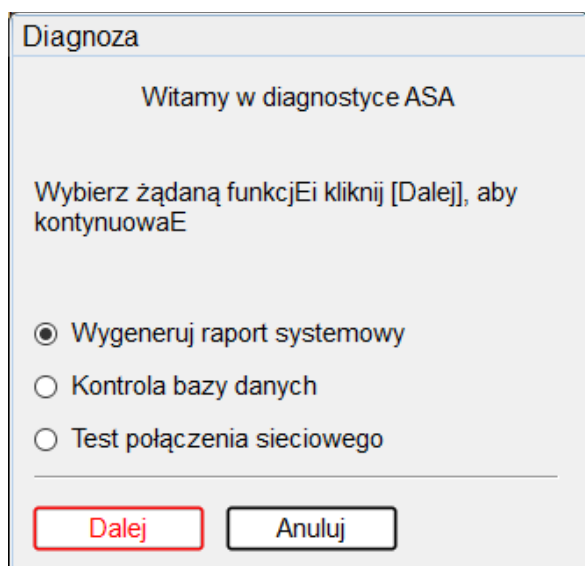 Diagnoza
Witamy w diagnostyce ASA
Wybierz żądaną funkcjEi kliknij [Dalej], aby
kontynuowaE
Wygeneruj raport systemowy
Kontrola bazy danych
Test połączenia sieciowego
Dalej
Anuluj